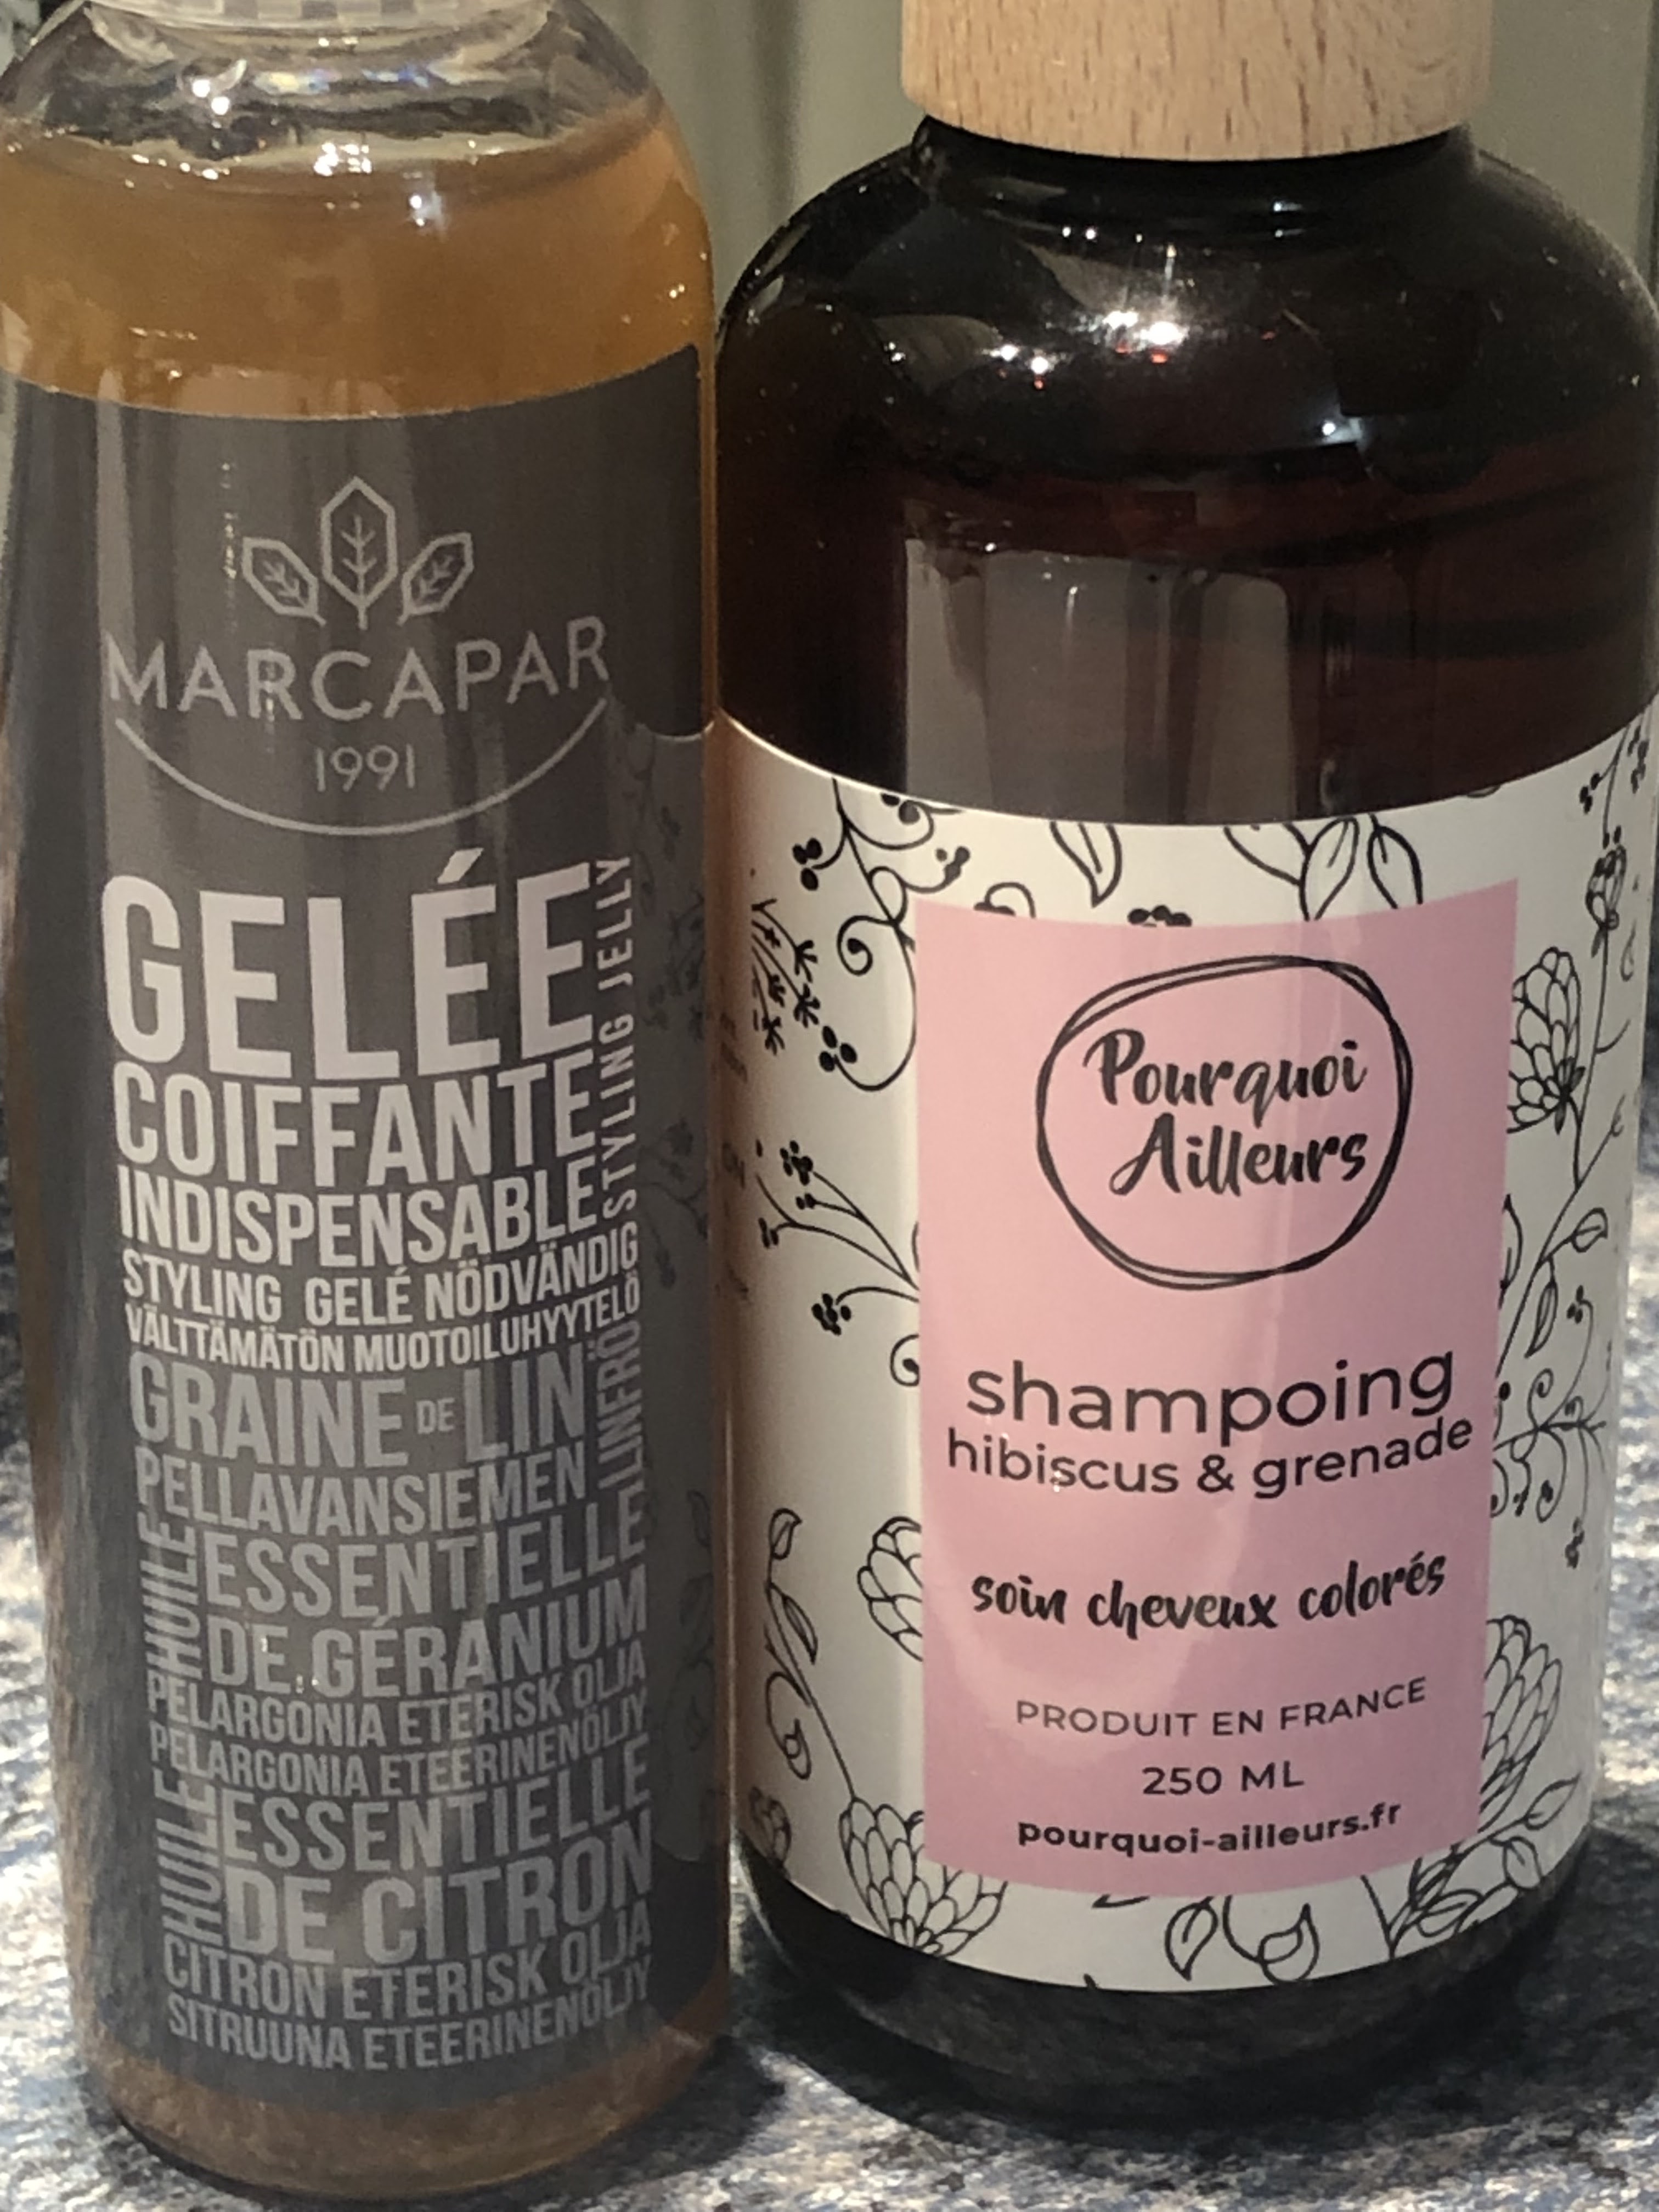 MARCAPAR
1991
GELÉE
COIFFANTE
INDISPENSABLE
STYLING JELLY
STYLING GELÉ NÖDVÄNDIG
VÄLTTÄMÄTÖN MUOTOILUHYYTELÖ
GRAINE DE LIN
LINFRÖ
PELLAVANSIEMEN
HUILE
ESSENTIELLE
DE GÉRANIUM
PELARGONIA ETERISK OLJA
PELARGONIA ETEERINENÖLJY
HUILE
ESSENTIELLE
DE CITRON
CITRON ETERISK OLJA
SITRUUNA ETEERINENÖLJY
Pourquoi
Ailleurs
shampoing
hibiscus & grenade
soin cheveux colorés
PRODUIT EN FRANCE
250 ML
pourquoi-ailleurs.fr